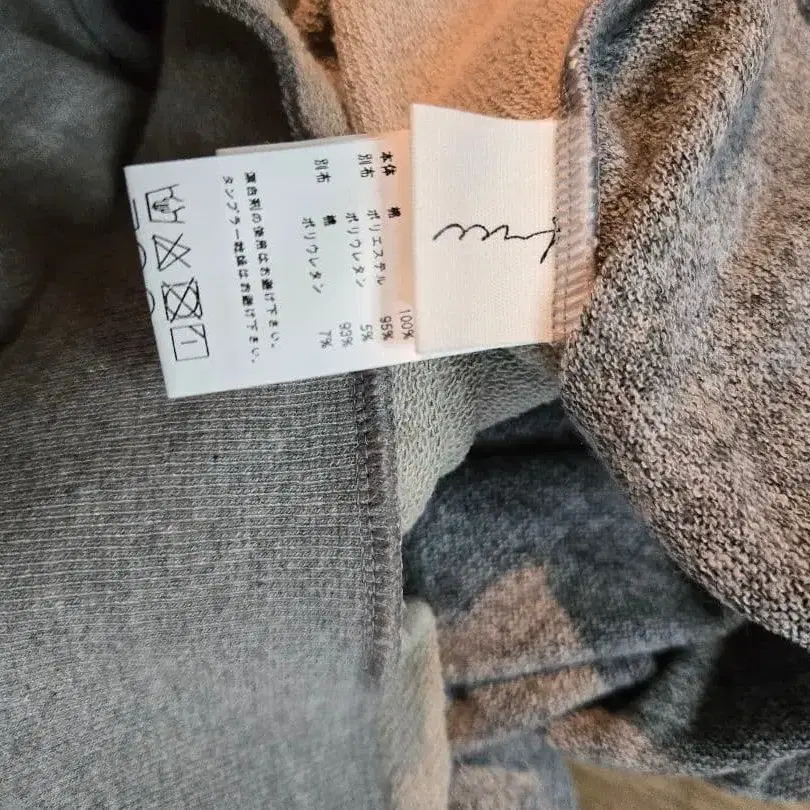 本体 綿 100%
別布 ポリエステル 95%
ポリウレタン 5%
別布 綿 93%
ポリウレタン 7%
漂白剤の使用はお避け下さい。
タンブラー乾燥はお避け下さい。